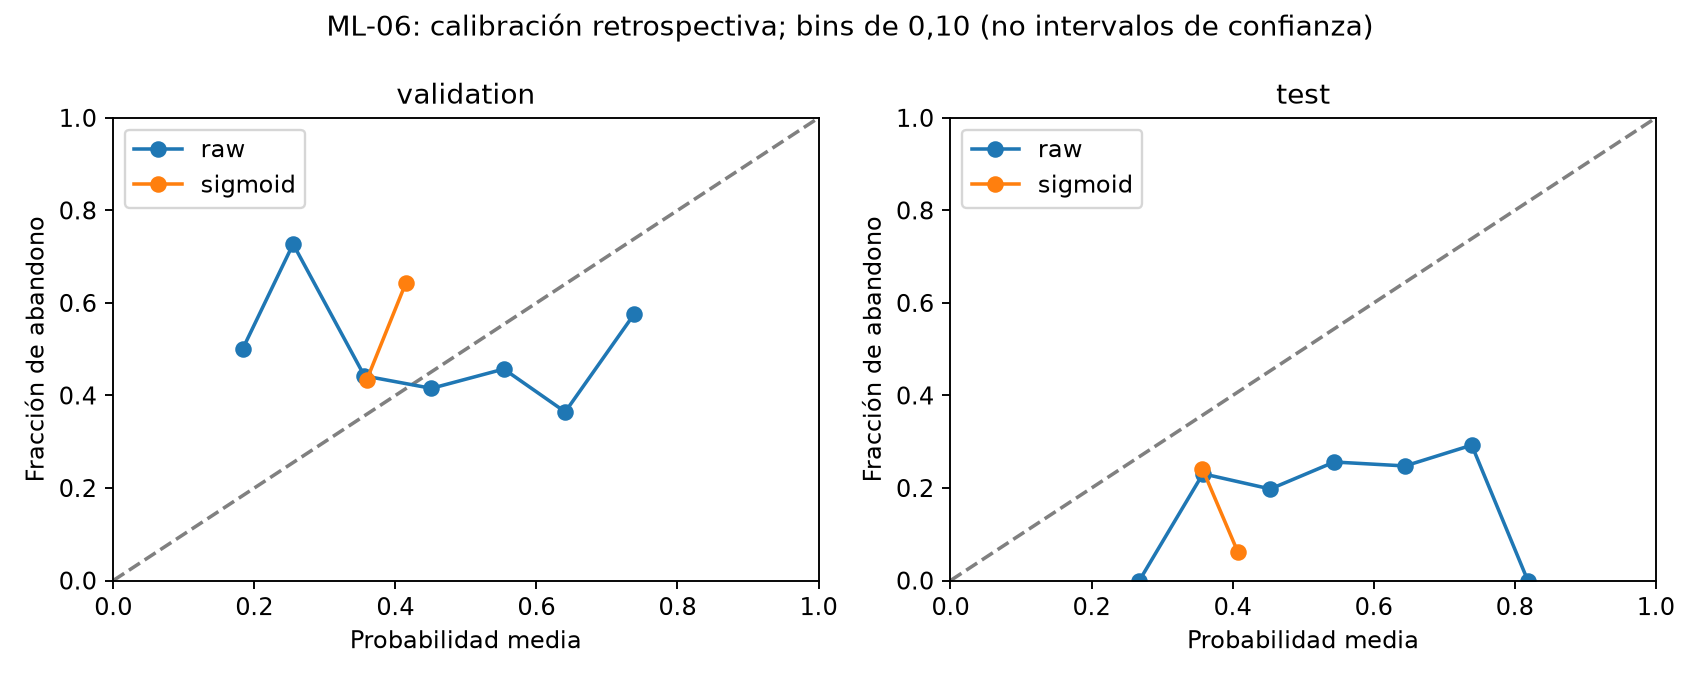 ML-06: calibración retrospectiva; bins de 0,10 (no intervalos de confianza)
validation
raw
sigmoid
Fracción de abandono
1.0
0.8
0.6
0.4
0.2
0.0
0.0 0.2 0.4 0.6 0.8 1.0
Probabilidad media
test
raw
sigmoid
Fracción de abandono
1.0
0.8
0.6
0.4
0.2
0.0
0.0 0.2 0.4 0.6 0.8 1.0
Probabilidad media